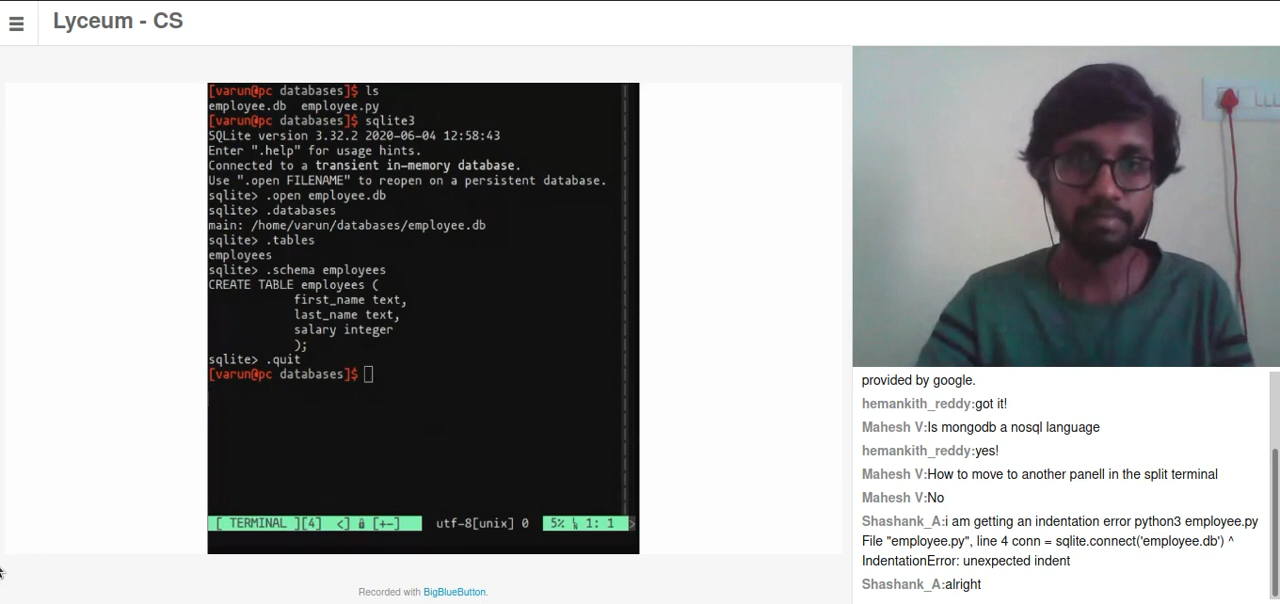 Lyceum - CS
[varun@pc databases]$ ls
employee.db  employee.py
[varun@pc databases]$ sqlite3
SQLite version 3.32.2 2020-06-04 12:58:43
Enter ".help" for usage hints.
Connected to a transient in-memory database.
Use ".open FILENAME" to reopen on a persistent database.
sqlite> .open employee.db
sqlite> .databases
main: /home/varun/databases/employee.db
sqlite> .tables
employees
sqlite> .schema employees
CREATE TABLE employees (
            first_name text,
            last_name text,
            salary integer
            );
sqlite> .quit
[varun@pc databases]$
[ TERMINAL ][4]  <] [+-]  utf-8[unix] 0  5% 1: 1 >
Recorded with BigBlueButton.
provided by google.
hemankith_reddy:got it!
Mahesh V:Is mongodb a nosql language
hemankith_reddy:yes!
Mahesh V:How to move to another panell in the split terminal
Mahesh V:No
Shashank_A:i am getting an indentation error python3 employee.py
File "employee.py", line 4 conn = sqlite.connect('employee.db') ^
IndentationError: unexpected indent
Shashank_A:alright